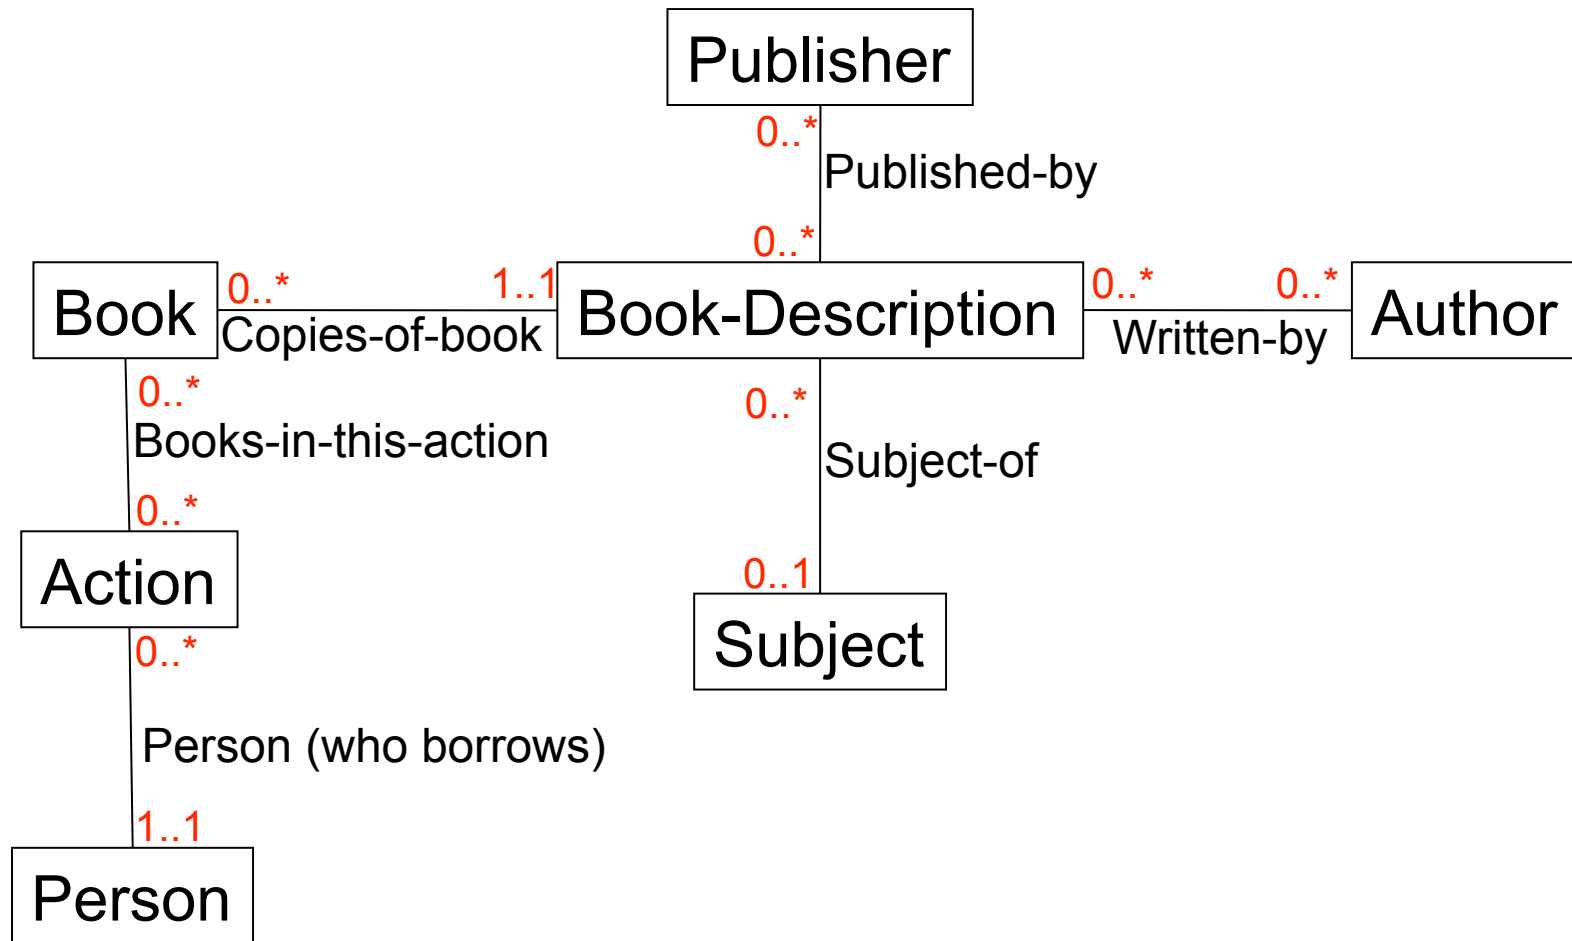 Publisher
0..*
Published-by
0..*
Book
0..*
1..1
Copies-of-book
Book-Description
0..*
0..*
Written-by
Author
0..*
Books-in-this-action
0..*
0..*
Subject-of
0..1
Action
Subject
0..*
Person (who borrows)
1..1
Person